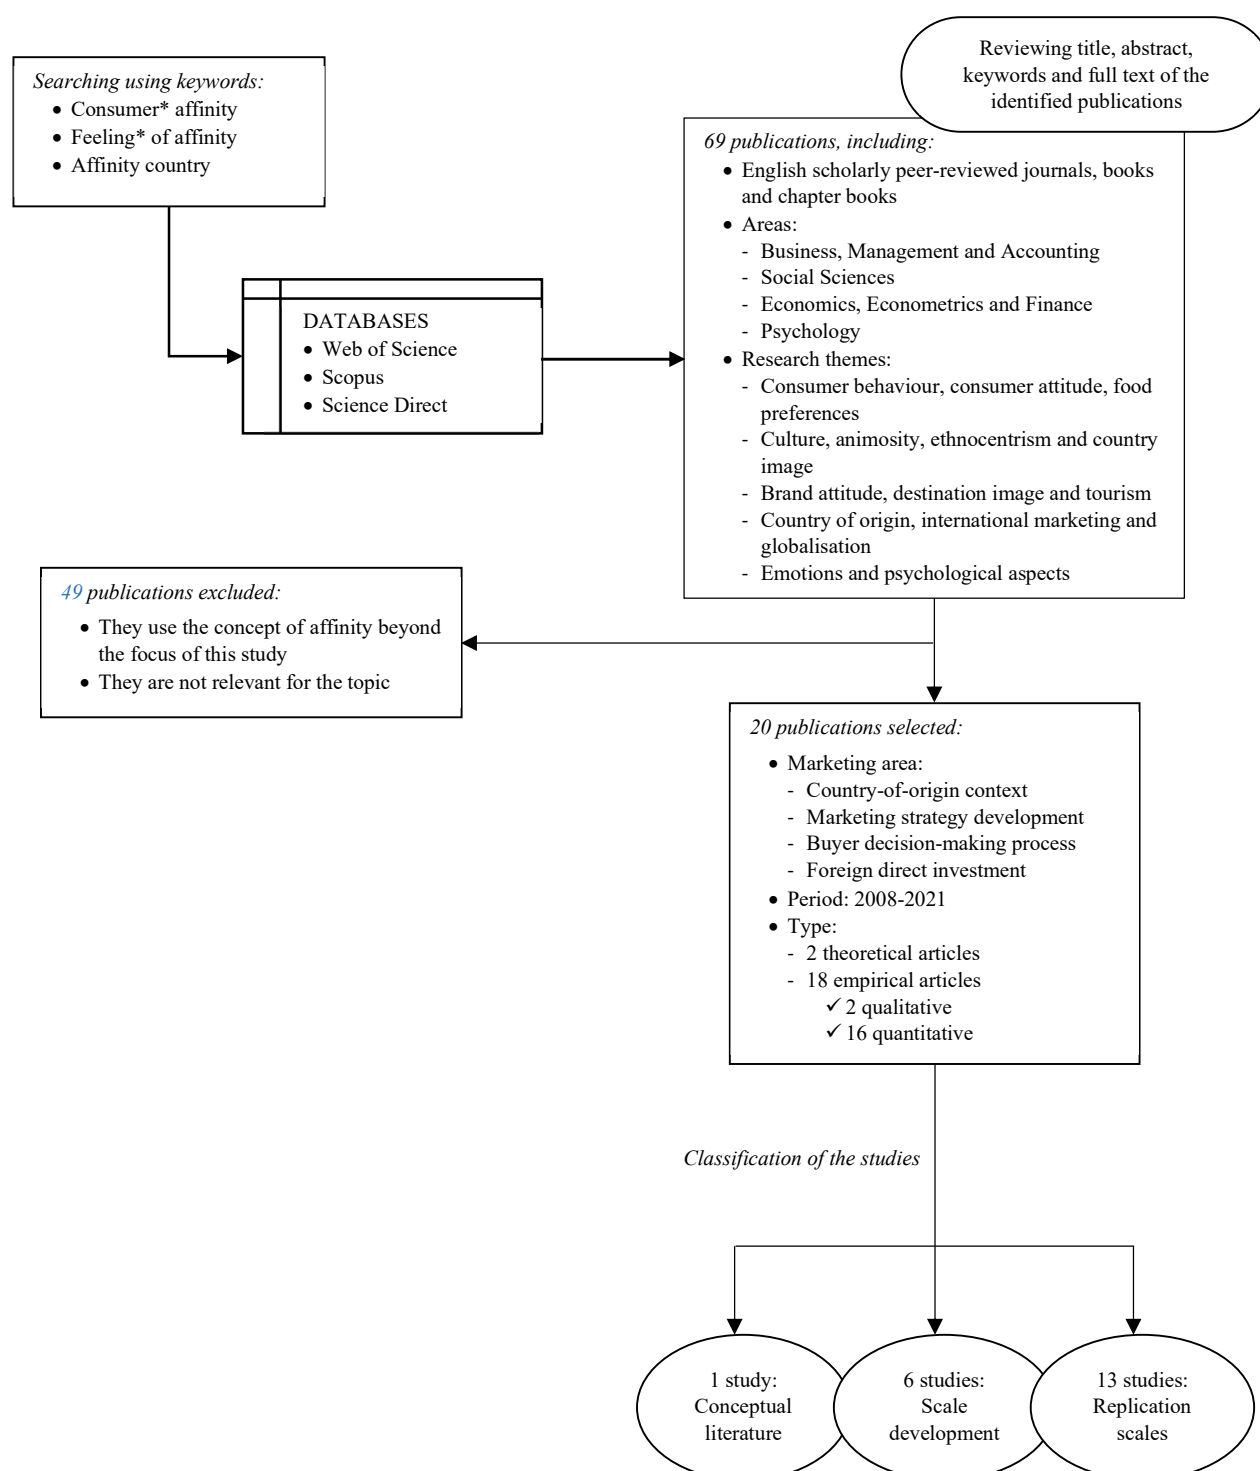 Searching using keywords:
• Consumer* affinity
• Feeling* of affinity
• Affinity country
Reviewing title, abstract,
keywords and full text of the
identified publications
DATABASES
• Web of Science
• Scopus
• Science Direct
69 publications, including:
• English scholarly peer-reviewed journals, books
and chapter books
• Areas:
- Business, Management and Accounting
- Social Sciences
- Economics, Econometrics and Finance
- Psychology
• Research themes:
- Consumer behaviour, consumer attitude, food
preferences
- Culture, animosity, ethnocentrism and country
image
- Brand attitude, destination image and tourism
- Country of origin, international marketing and
globalisation
- Emotions and psychological aspects
49 publications excluded:
• They use the concept of affinity beyond
the focus of this study
• They are not relevant for the topic
20 publications selected:
• Marketing area:
- Country-of-origin context
- Marketing strategy development
- Buyer decision-making process
- Foreign direct investment
• Period: 2008-2021
• Type:
- 2 theoretical articles
- 18 empirical articles
✓ 2 qualitative
✓ 16 quantitative
Classification of the studies
1 study:
Conceptual
literature
6 studies:
Scale
development
13 studies:
Replication
scales